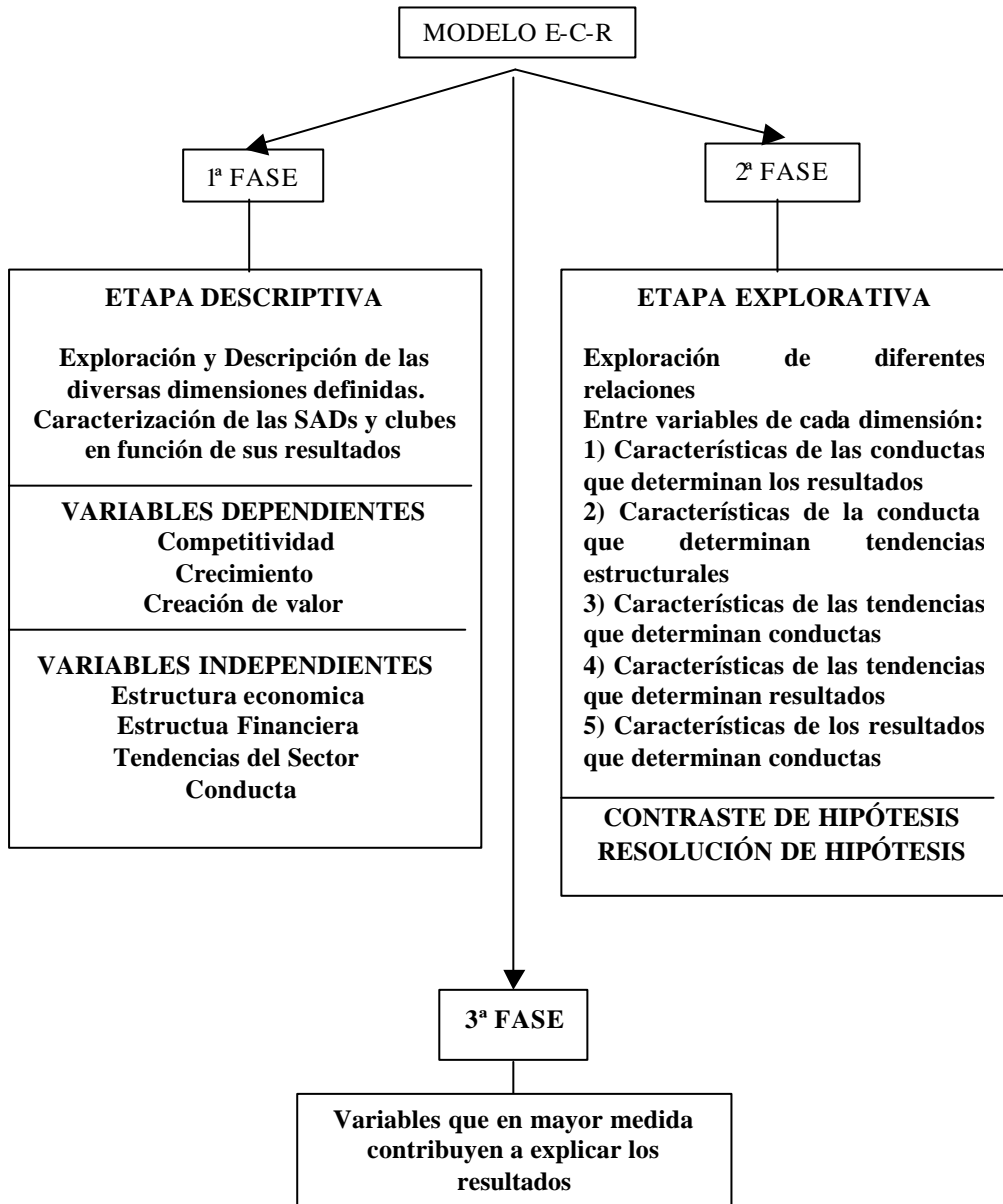 MODELO E-C-R
1ª FASE
2ª FASE
ETAPA DESCRIPTIVA
Exploración y Descripción de las
diversas dimensiones definidas.
Caracterización de las SADs y clubes
en función de sus resultados
VARIABLES DEPENDIENTES
Competitividad
Crecimiento
Creación de valor
VARIABLES INDEPENDIENTES
Estructura economica
Estructua Financiera
Tendencias del Sector
Conducta
ETAPA EXPLORATIVA
Exploración de diferentes
relaciones
Entre variables de cada dimensión:
1) Características de las conductas
que determinan los resultados
2) Características de la conducta
que determinan tendencias
estructurales
3) Características de las tendencias
que determinan conductas
4) Características de las tendencias
que determinan resultados
5) Características de los resultados
que determinan conductas
CONTRASTE DE HIPÓTESIS
RESOLUCIÓN DE HIPÓTESIS
3ª FASE
Variables que en mayor medida
contribuyen a explicar los
resultados